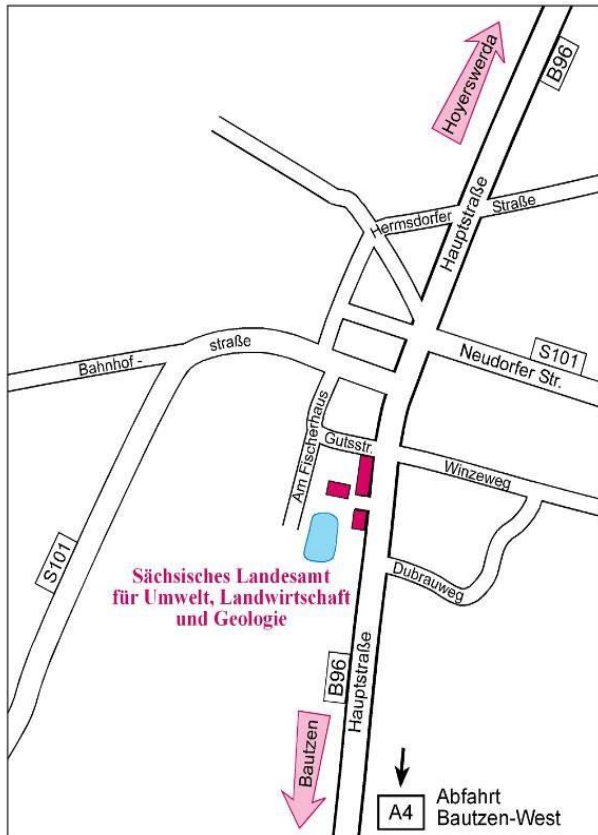 Hoyerswerda
B96
Hauptstraße
Hermsdorfer Straße
Bahnhof - straße
S101
Neudorfer Str.
Am Fischerhaus
Gutsstr.
Winzeweg
S101
Dubrauweg
Sächsisches Landesamt
für Umwelt, Landwirtschaft
und Geologie
B96
Hauptstraße
Bautzen
A4
Abfahrt
Bautzen-West